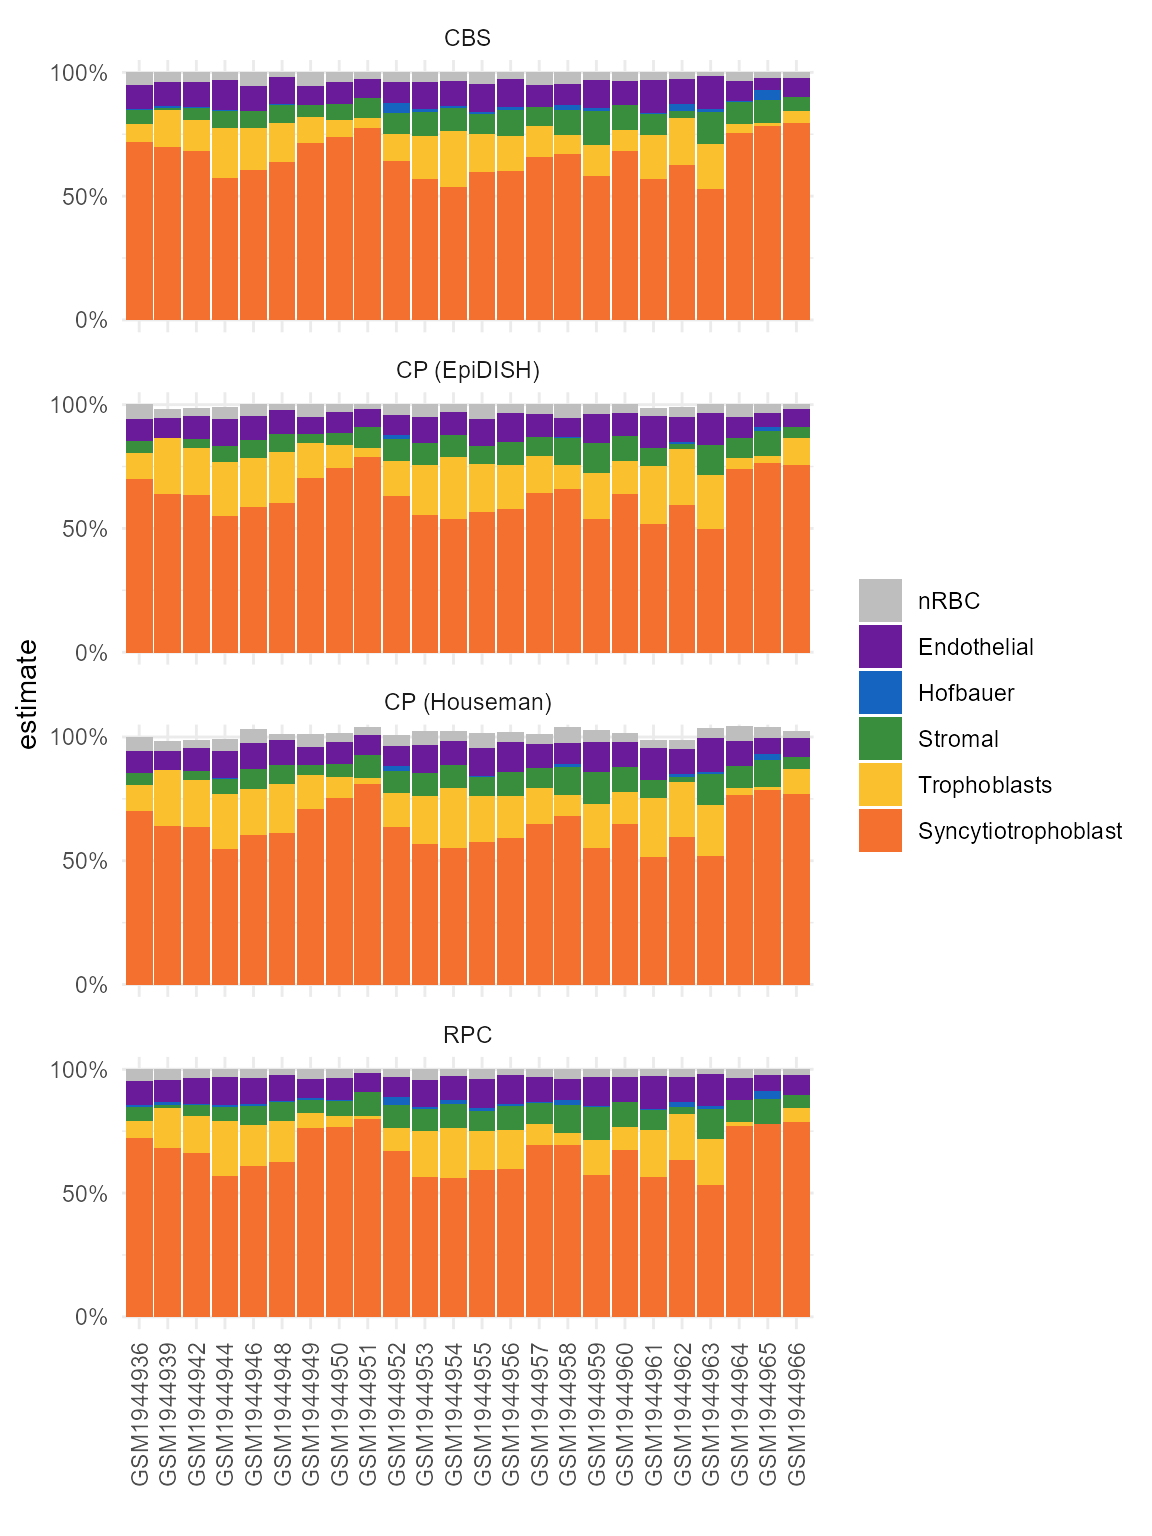 CBS
100%
50%
0%
CP (EpiDISH)
100%
50%
0%
CP (Houseman)
100%
50%
0%
RPC
100%
50%
0%
estimate
GSM1944936
GSM1944939
GSM1944942
GSM1944944
GSM1944946
GSM1944948
GSM1944949
GSM1944950
GSM1944951
GSM1944952
GSM1944953
GSM1944954
GSM1944955
GSM1944956
GSM1944957
GSM1944958
GSM1944959
GSM1944960
GSM1944961
GSM1944962
GSM1944963
GSM1944964
GSM1944965
GSM1944966
nRBC
Endothelial
Hofbauer
Stromal
Trophoblasts
Syncytiotrophoblast